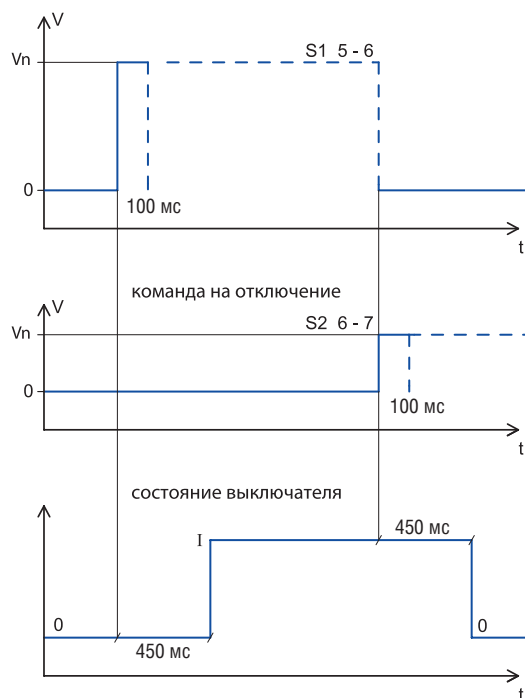 V
Vn
S1 5 - 6
0
100 мс
t
команда на отключение
V
Vn
S2 6 - 7
0
100 мс
t
состояние выключателя
I
450 мс
0
0
450 мс
t